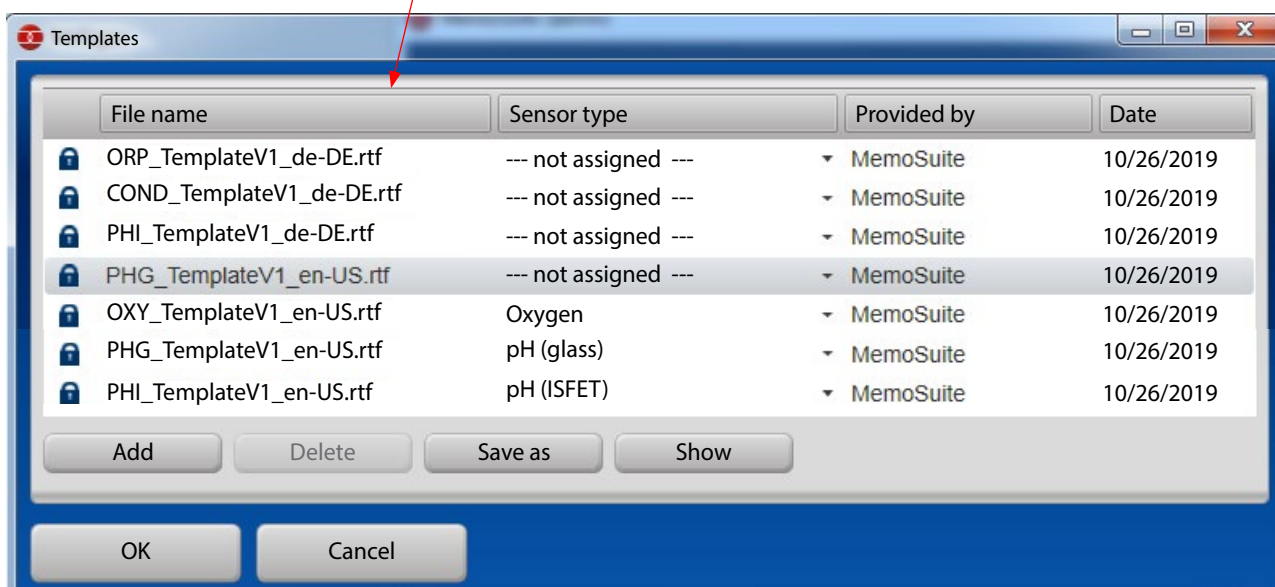 Templates
File name Sensor type Provided by Date
ORP_TemplateV1_de-DE.rtf --- not assigned --- MemoSuite 10/26/2019
COND_TemplateV1_de-DE.rtf --- not assigned --- MemoSuite 10/26/2019
PHI_TemplateV1_de-DE.rtf --- not assigned --- MemoSuite 10/26/2019
PHG_TemplateV1_en-US.rtf --- not assigned --- MemoSuite 10/26/2019
OXY_TemplateV1_en-US.rtf Oxygen MemoSuite 10/26/2019
PHG_TemplateV1_en-US.rtf pH (glass) MemoSuite 10/26/2019
PHI_TemplateV1_en-US.rtf pH (ISFET) MemoSuite 10/26/2019
Add Delete Save as Show
OK Cancel